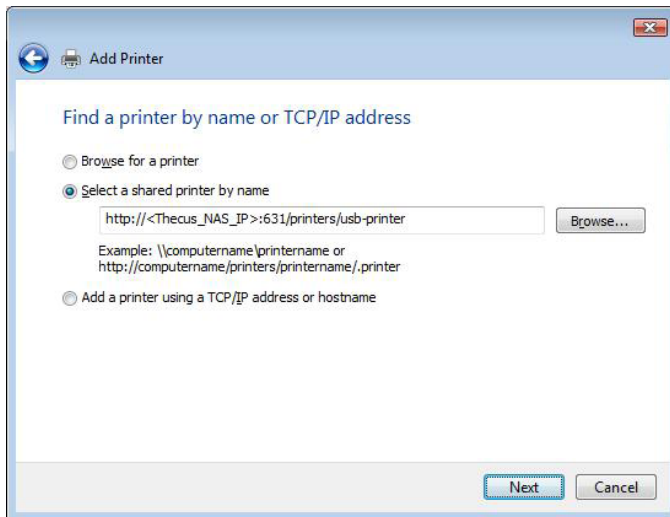 Add Printer
Find a printer by name or TCP/IP address
Browse for a printer
Select a shared printer by name
http://<Thecus_NAS_IP>:631/printers/usb-printer
Browse...
Example: \\computername\printername or
http://computername/printers/printername/.printer
Add a printer using a TCP/IP address or hostname
Next
Cancel